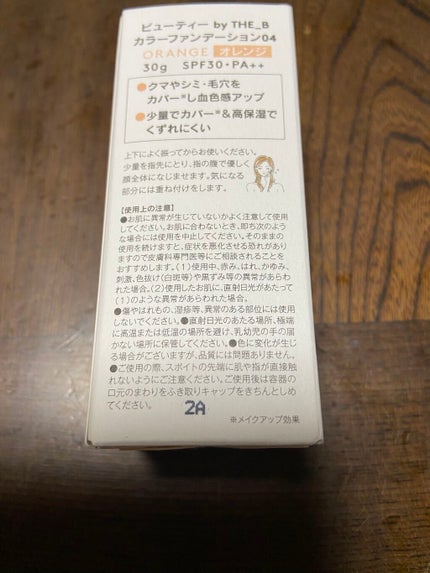 ビューティー by THE_B
カラーファンデーション04
ORANGE オレンジ
30g SPF30・PA++
●クマやシミ・毛穴を
カバー※し血色感アップ
●少量でカバー※＆高保湿で
くずれにくい
上下によく振ってからお使いください。
少量を指先にとり、指の腹で優しく
顔全体になじませます。気になる
部分には重ね付けをします。
【使用上の注意】
●お肌に異常が生じていないかよく注意して使用
してください。お肌に合わないとき、即ち次のよう
な場合には使用を中止してください。そのまま
使用を続けますと、症状を悪化させる恐れがあり
ますので皮膚科専門医等にご相談されることを
おすすめします。（1）使用中、赤み、はれ、かゆみ、
刺激、色抜け（白斑等）や黒ずみ等の異常があらわ
れた場合。（2）使用したお肌に、直射日光があたって
（1）のような異常があらわれた場合。
●傷やはれもの、湿疹等、異常のある部位には使用
しないでください。●直射日光のあたる場所、極端
に高温または低温の場所を避け、乳幼児の手の届
かない場所に保管してください。●色に変化が生じ
る場合がございますが、品質には問題ありません。
●ご使用の際、スポイトの先端に肌や指が直接触
れないようにご注意ください。ご使用後は容器の
口元のまわりをふき取りキャップをきちんとしめ
てください。
2A
※メイクアップ効果